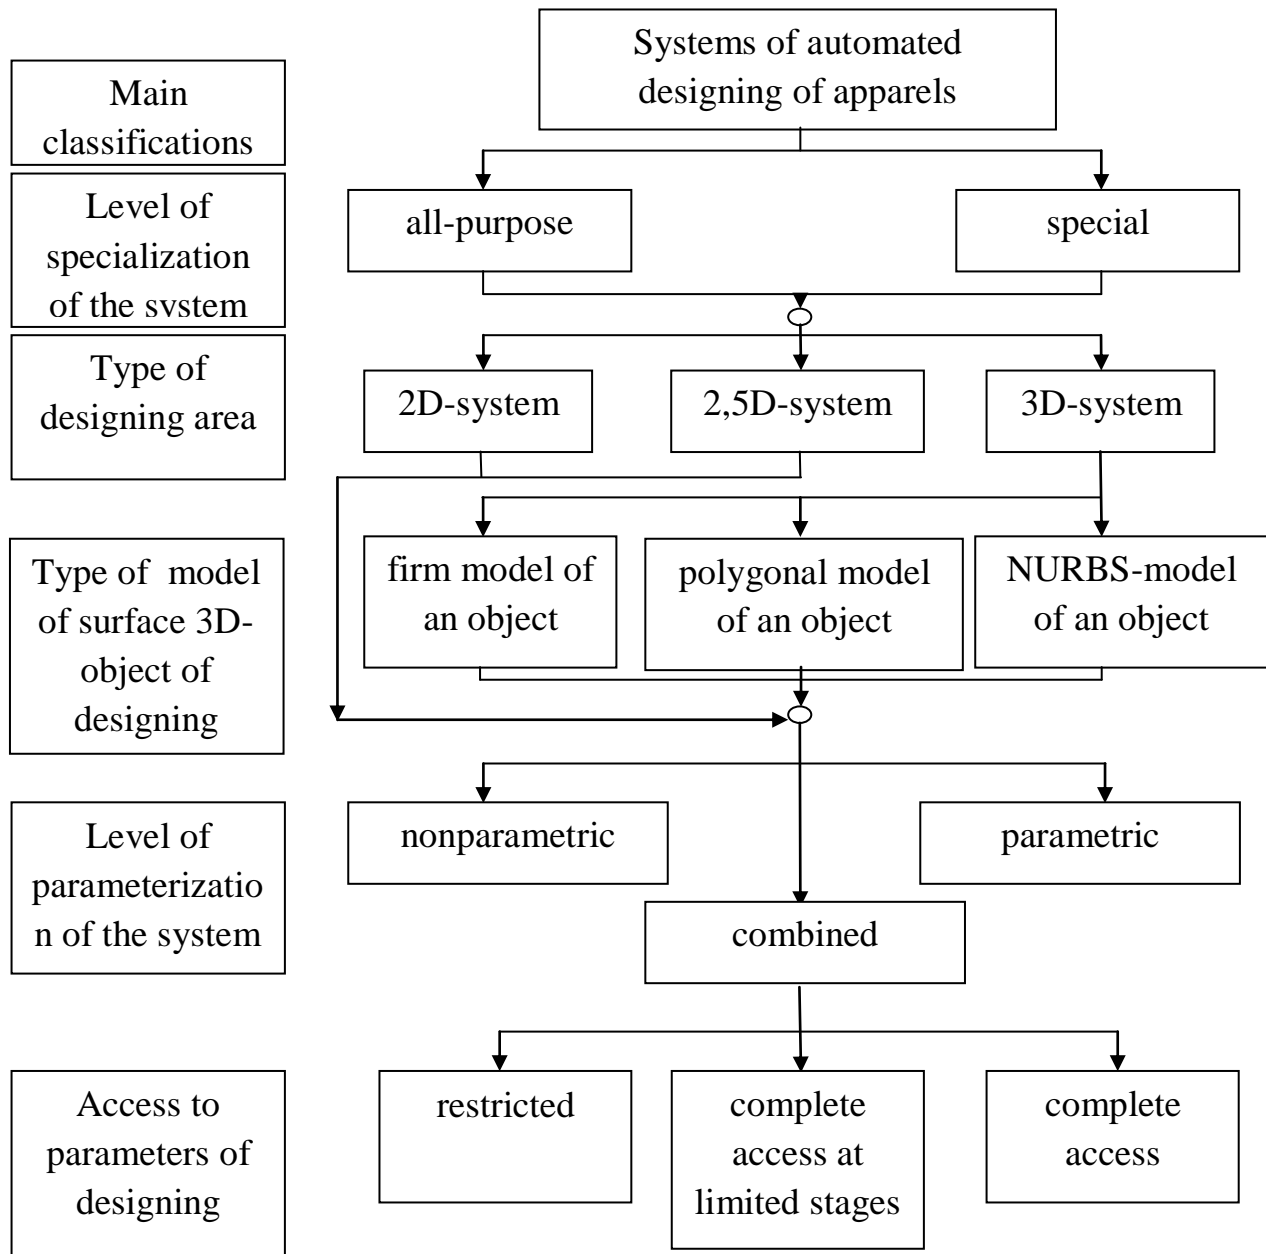 Systems of automated
designing of apparels
Main
classifications
Level of
specialization
of the system
all-purpose
special
Type of
designing area
2D-system
2,5D-system
3D-system
Type of model
of surface 3D-
object of
designing
firm model of
an object
polygonal model
of an object
NURBS-model
of an object
Level of
parameterizatio
n of the system
nonparametric
parametric
combined
Access to
parameters of
designing
restricted
complete
access at
limited stages
complete
access